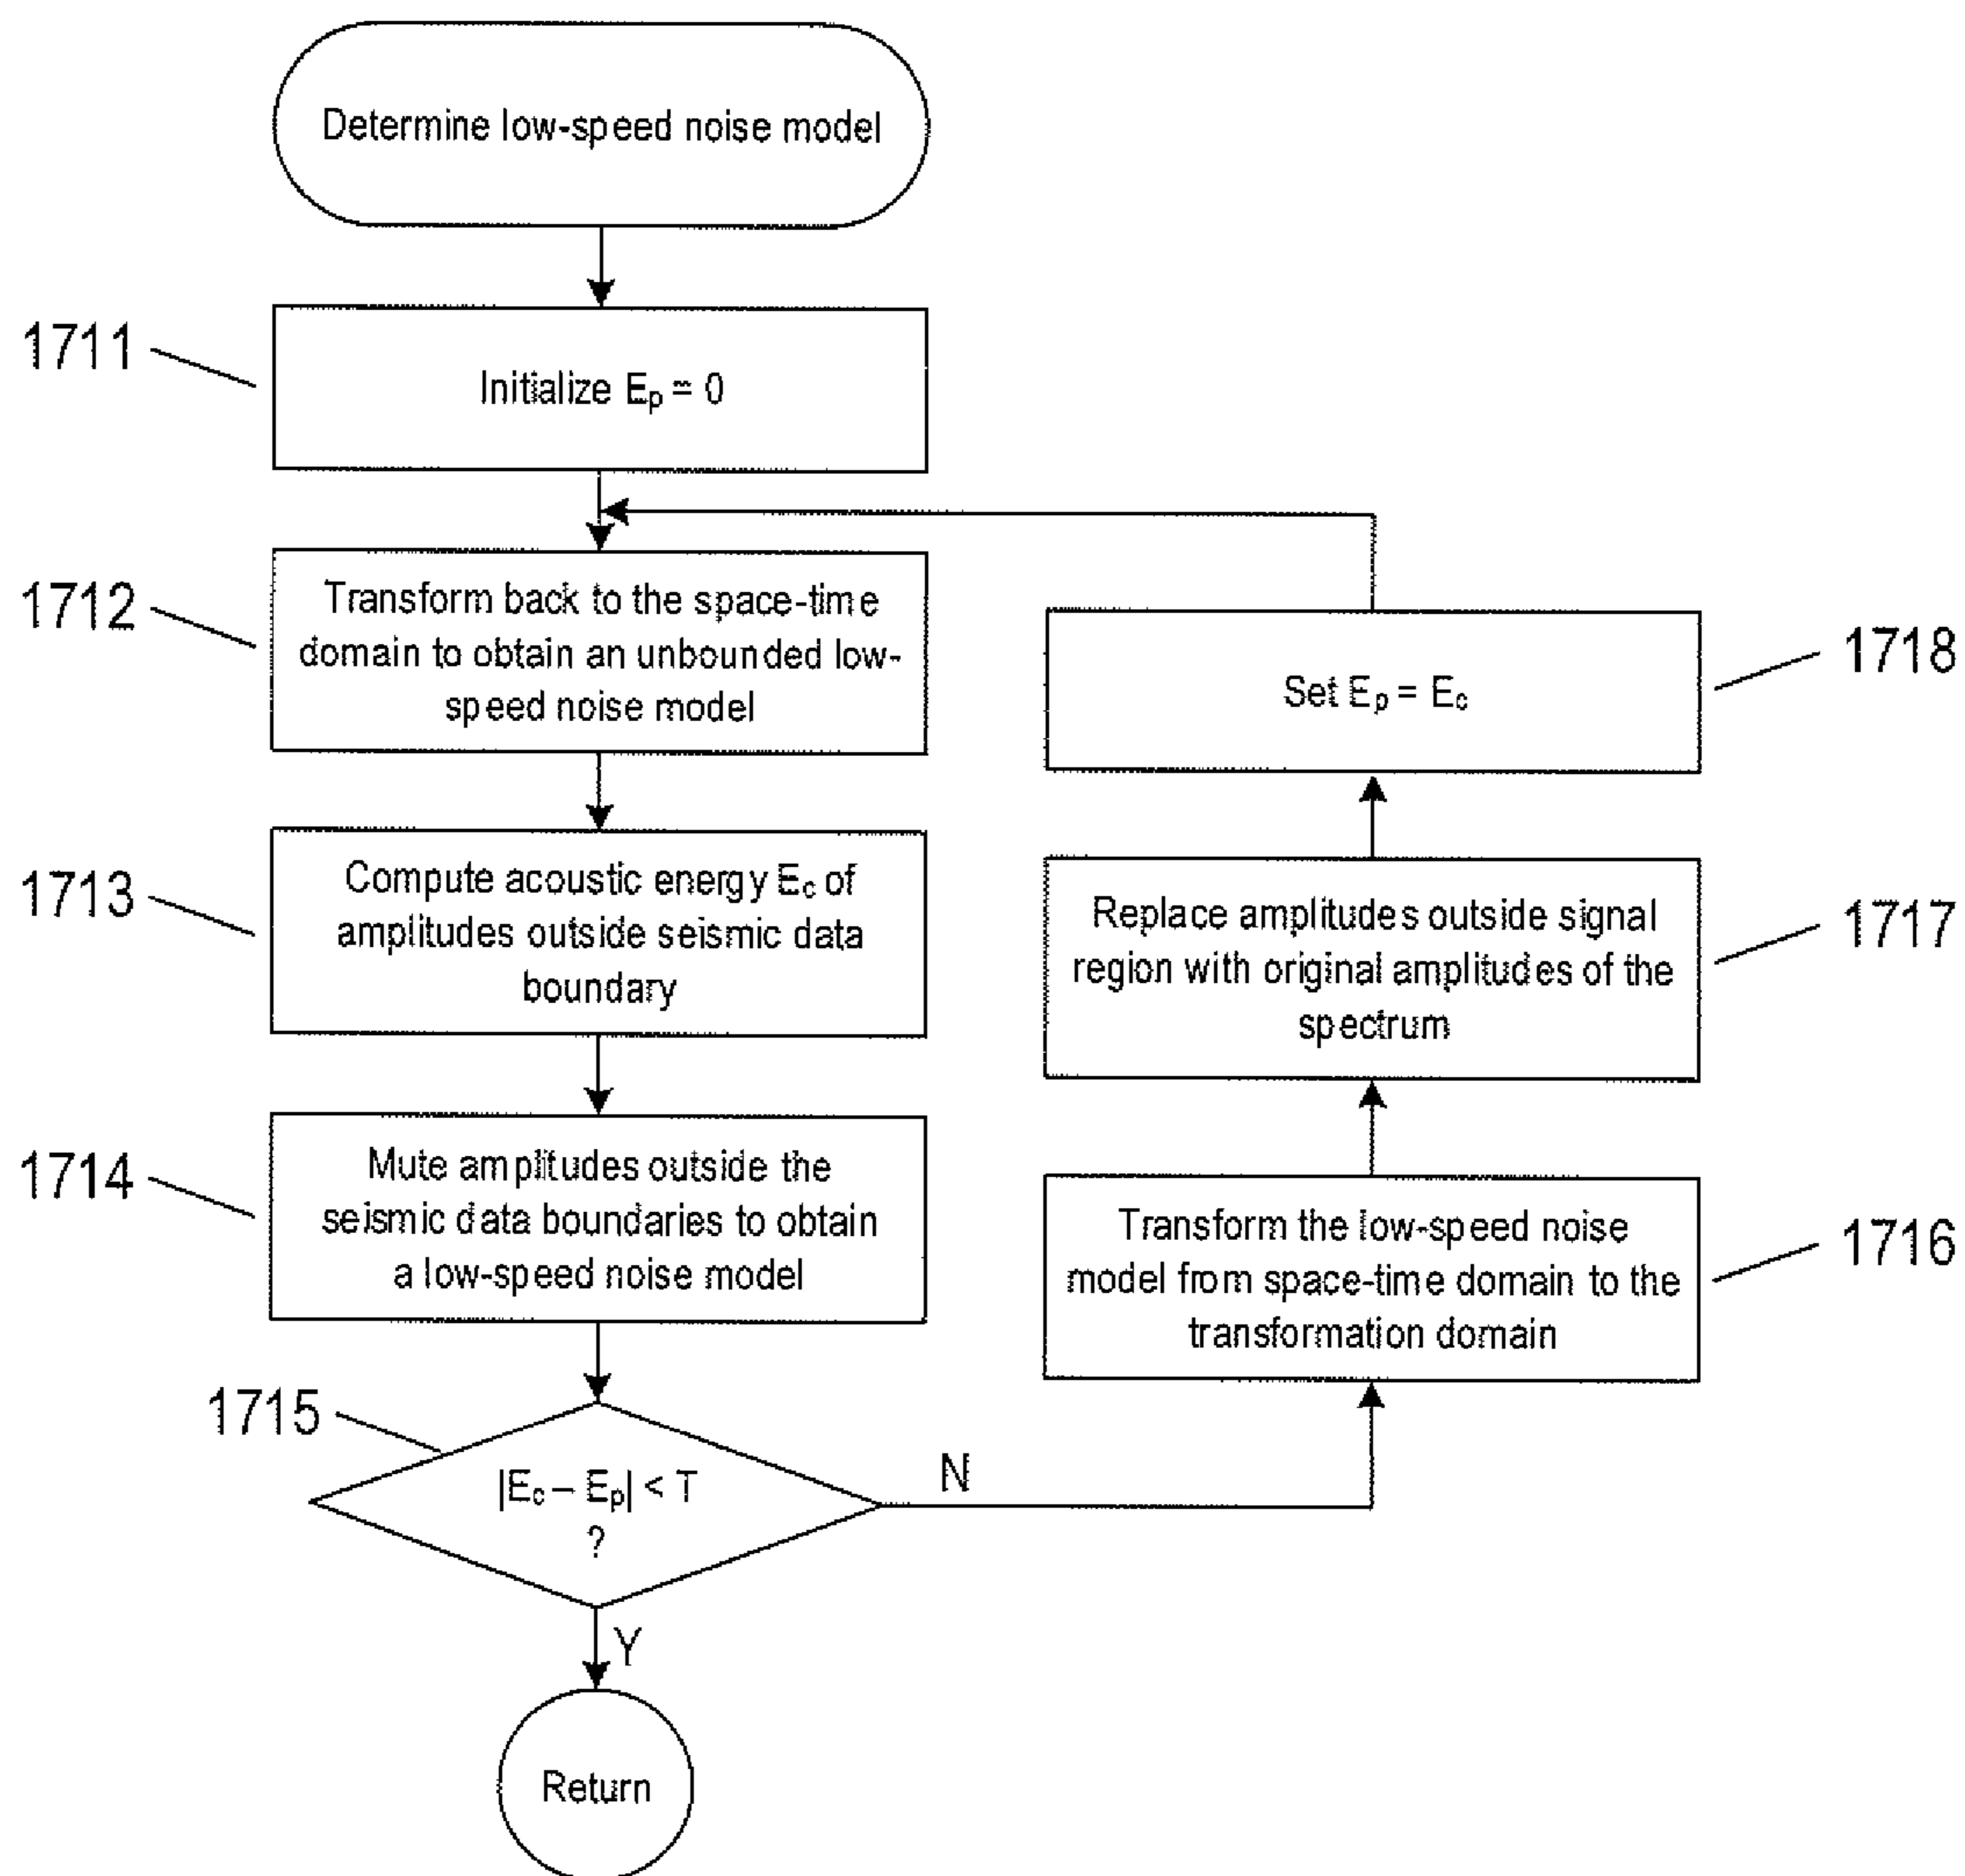 Determine low-speed noise model
1711
Initialize Eₚ = 0
1712
Transform back to the space-time
domain to obtain an unbounded low-
speed noise model
1713
Compute acoustic energy E꜀ of
amplitudes outside seismic data
boundary
1714
Mute amplitudes outside the
seismic data boundaries to obtain
a low-speed noise model
1715
|E꜀ – Eₚ| < T
?
N
Y
Return
1716
Transform the low-speed noise
model from space-time domain to the
transformation domain
1717
Replace amplitudes outside signal
region with original amplitudes of the
spectrum
1718
Set Eₚ = E꜀